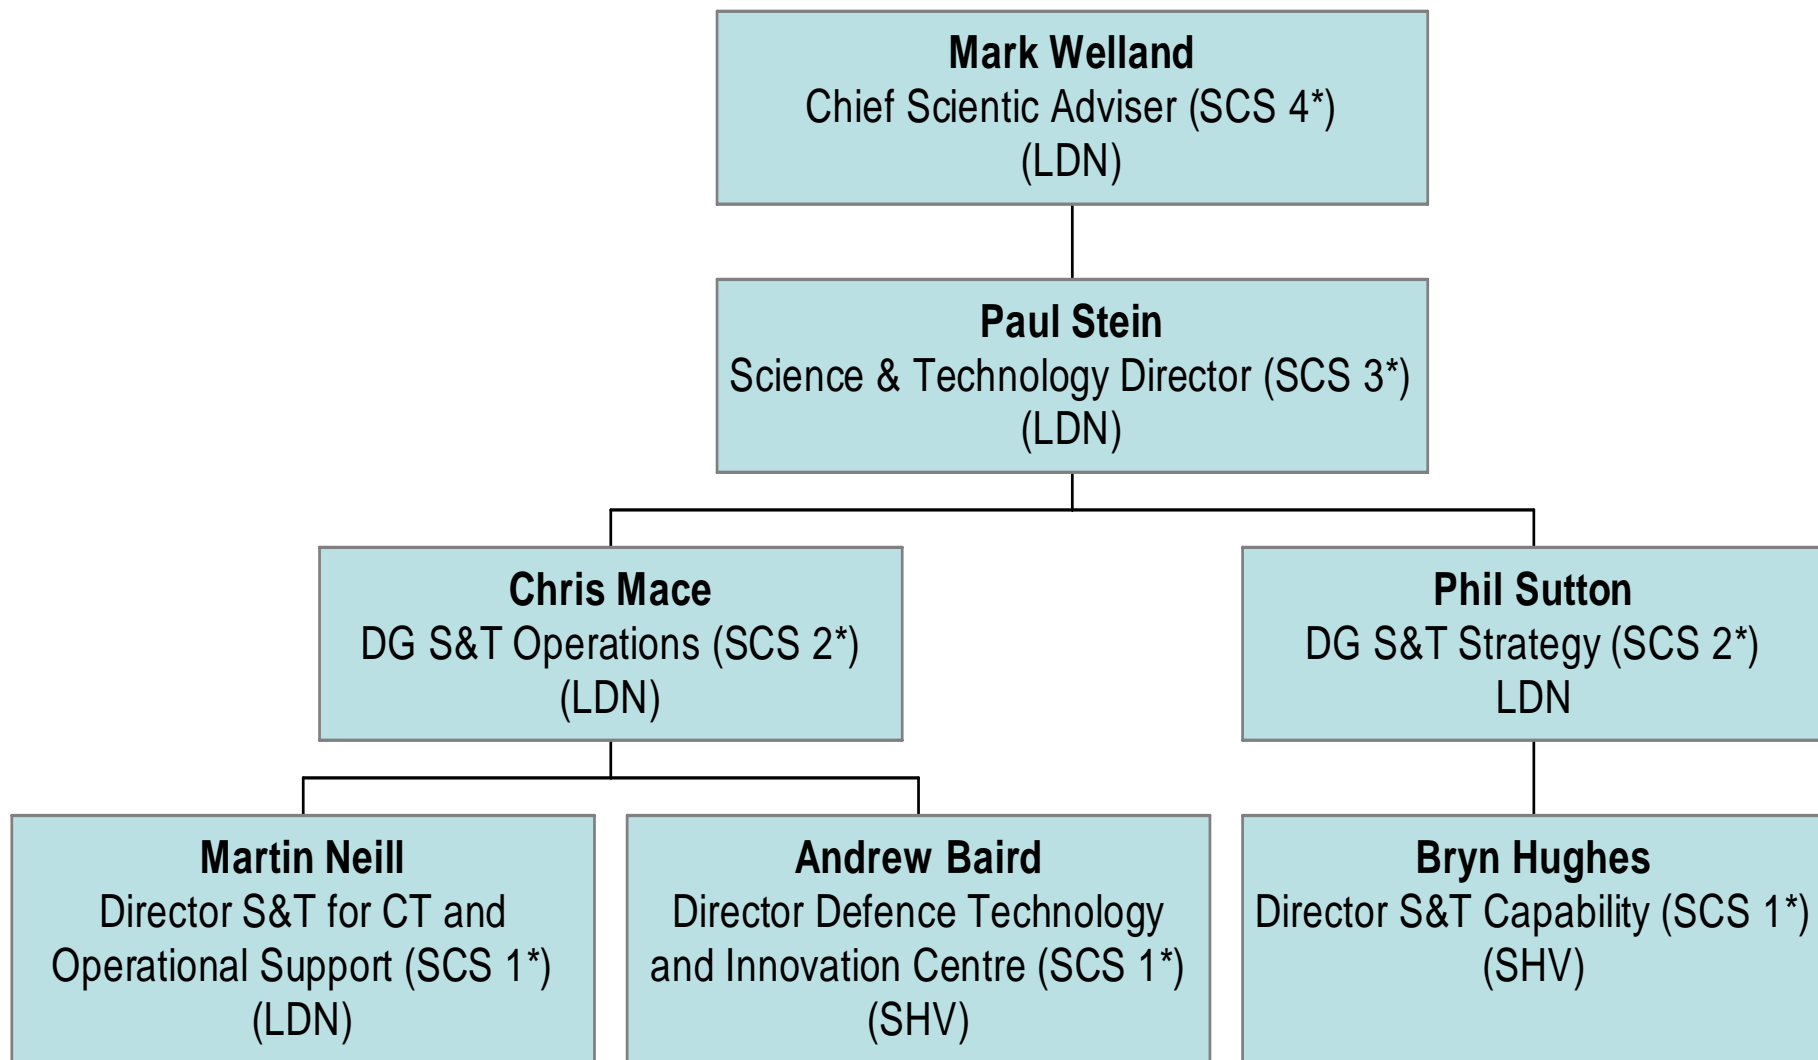 Mark Welland
Chief Scientic Adviser (SCS 4*)
(LDN)
Paul Stein
Science & Technology Director (SCS 3*)
(LDN)
Chris Mace
DG S&T Operations (SCS 2*)
(LDN)
Phil Sutton
DG S&T Strategy (SCS 2*)
LDN
Martin Neill
Director S&T for CT and
Operational Support (SCS 1*)
(LDN)
Andrew Baird
Director Defence Technology
and Innovation Centre (SCS 1*)
(SHV)
Bryn Hughes
Director S&T Capability (SCS 1*)
(SHV)